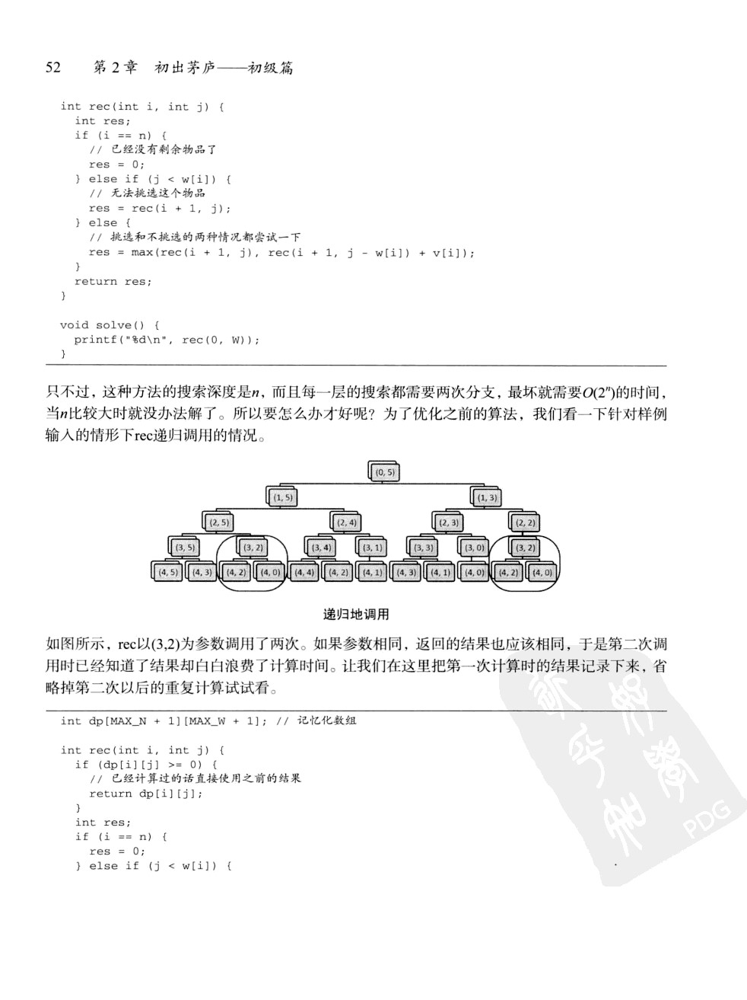 52 第2章 初出茅庐——初级篇
int rec(int i, int j) {
int res;
if (i == n) {
// 已经没有剩余物品了
res = 0;
} else if (j < w[i]) {
// 无法挑选这个物品
res = rec(i + 1, j);
} else {
// 挑选和不挑选的两种情况都尝试一下
res = max(rec(i + 1, j), rec(i + 1, j - w[i]) + v[i]);
}
return res;
}
void solve() {
printf("%d\n", rec(0, W));
}
只不过，这种方法的搜索深度是n，而且每一层的搜索都需要两次分支，最坏就需要O(2ⁿ)的时间，
当n比较大时就没办法解了。所以要怎么办才好呢？为了优化之前的算法，我们看一下针对样例
输入的情形下rec递归调用的情况。
(0, 5)
(1, 5) (1, 3)
(2, 5) (2, 4) (2, 3) (2, 2)
(3, 5) (3, 2) (3, 4) (3, 1) (3, 3) (3, 0) (3, 2)
(4, 5) (4, 3) (4, 2) (4, 0) (4, 4) (4, 2) (4, 1) (4, 3) (4, 1) (4, 0) (4, 2) (4, 0)
递归地调用
如图所示，rec以(3,2)为参数调用了两次。如果参数相同，返回的结果也应该相同，于是第二次调
用时已经知道了结果却白白浪费了计算时间。让我们在这里把第一次计算时的结果记录下来，省
略掉第二次以后的重复计算试试看。
int dp[MAX_N + 1][MAX_W + 1]; // 记忆化数组
int rec(int i, int j) {
if (dp[i][j] >= 0) {
// 已经计算过的话直接使用之前的结果
return dp[i][j];
}
int res;
if (i == n) {
res = 0;
} else if (j < w[i]) {
PDG